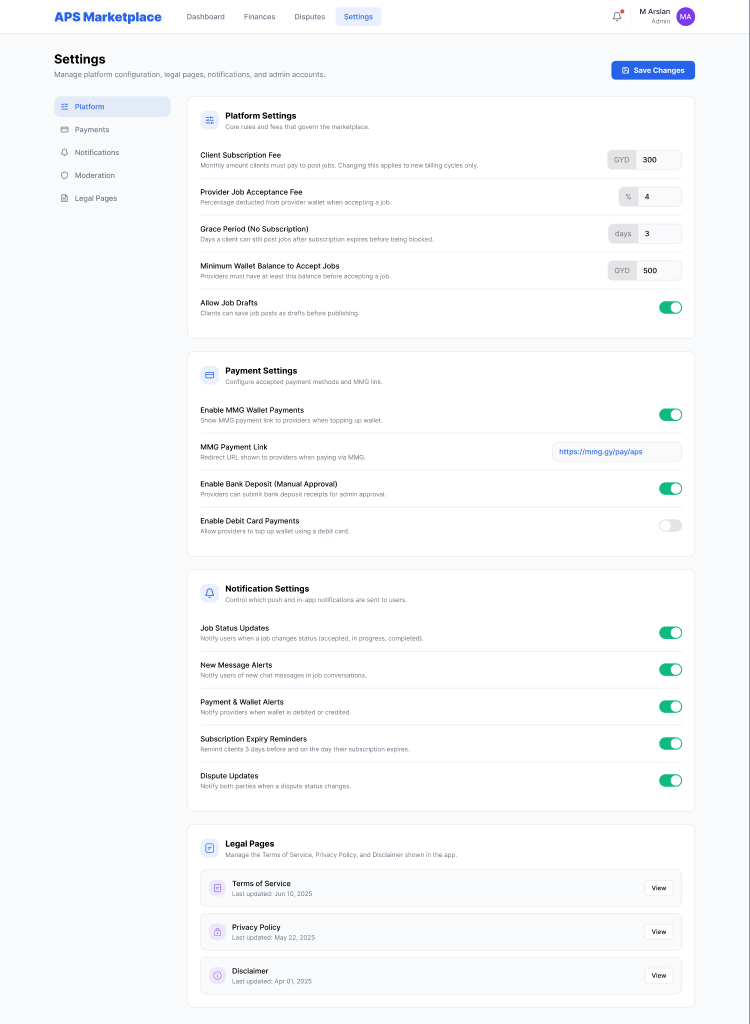 APS Marketplace
Dashboard
Finances
Disputes
Settings
M Arslan
Admin
MA
Settings
Manage platform configuration, legal pages, notifications, and admin accounts.
Save Changes
Platform
Payments
Notifications
Moderation
Legal Pages
Platform Settings
Core rules and fees that govern the marketplace.
Client Subscription Fee
Monthly amount clients must pay to post jobs. Changing this applies to new billing cycles only.
GYD 300
Provider Job Acceptance Fee
Percentage deducted from provider wallet when accepting a job.
% 4
Grace Period (No Subscription)
Days a client can still post jobs after subscription expires before being blocked.
days 3
Minimum Wallet Balance to Accept Jobs
Providers must have at least this balance before accepting a job.
GYD 500
Allow Job Drafts
Clients can save job posts as drafts before publishing.
Payment Settings
Configure accepted payment methods and MMG link.
Enable MMG Wallet Payments
Show MMG payment link to providers when topping up wallet.
MMG Payment Link
Redirect URL shown to providers when paying via MMG.
https://mmg.gy/pay/aps
Enable Bank Deposit (Manual Approval)
Providers can submit bank deposit receipts for admin approval.
Enable Debit Card Payments
Allow providers to top up wallet using a debit card.
Notification Settings
Control which push and in-app notifications are sent to users.
Job Status Updates
Notify users when a job changes status (accepted, in progress, completed).
New Message Alerts
Notify users of new chat messages in job conversations.
Payment & Wallet Alerts
Notify providers when wallet is debited or credited.
Subscription Expiry Reminders
Remind clients 3 days before and on the day their subscription expires.
Dispute Updates
Notify both parties when a dispute status changes.
Legal Pages
Manage the Terms of Service, Privacy Policy, and Disclaimer shown in the app.
Terms of Service
Last updated: Jun 10, 2025
View
Privacy Policy
Last updated: May 22, 2025
View
Disclaimer
Last updated: Apr 01, 2025
View